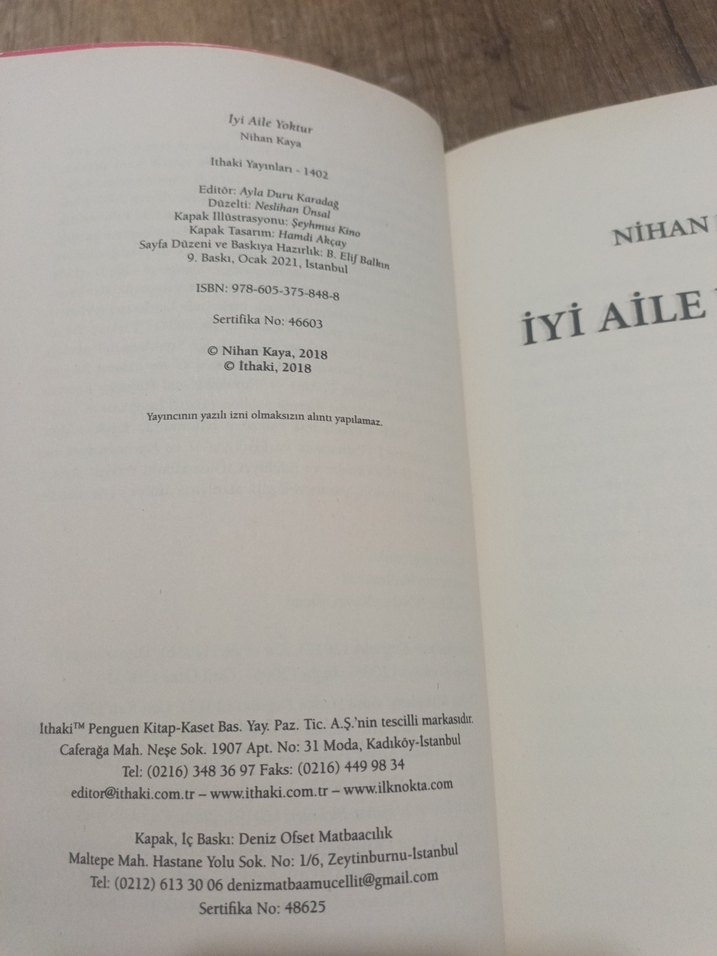 İyi Aile Yoktur
Nihan Kaya
İthaki Yayınları - 1402
Editör: Ayla Duru Karadağ
Düzelti: Neslihan Ünsal
Kapak İllüstrasyonu: Şeyhmus Kino
Kapak Tasarım: Hamdi Akçay
Sayfa Düzeni ve Baskıya Hazırlık: B. Elif Balkın
9. Baskı, Ocak 2021, İstanbul
ISBN: 978-605-375-848-8
Sertifika No: 46603
© Nihan Kaya, 2018
© İthaki, 2018
Yayıncının yazılı izni olmaksızın alıntı yapılamaz.
İthaki™ Penguen Kitap-Kaset Bas. Yay. Paz. Tic. A.Ş.'nin tescilli markasıdır.
Caferağa Mah. Neşe Sok. 1907 Apt. No: 31 Moda, Kadıköy-İstanbul
Tel: (0216) 348 36 97 Faks: (0216) 449 98 34
editor@ithaki.com.tr – www.ithaki.com.tr – www.ilknokta.com
Kapak, İç Baskı: Deniz Ofset Matbaacılık
Maltepe Mah. Hastane Yolu Sok. No: 1/6, Zeytinburnu-İstanbul
Tel: (0212) 613 30 06 denizmatbaamucellit@gmail.com
Sertifika No: 48625
NİHAN
İYİ AİLE